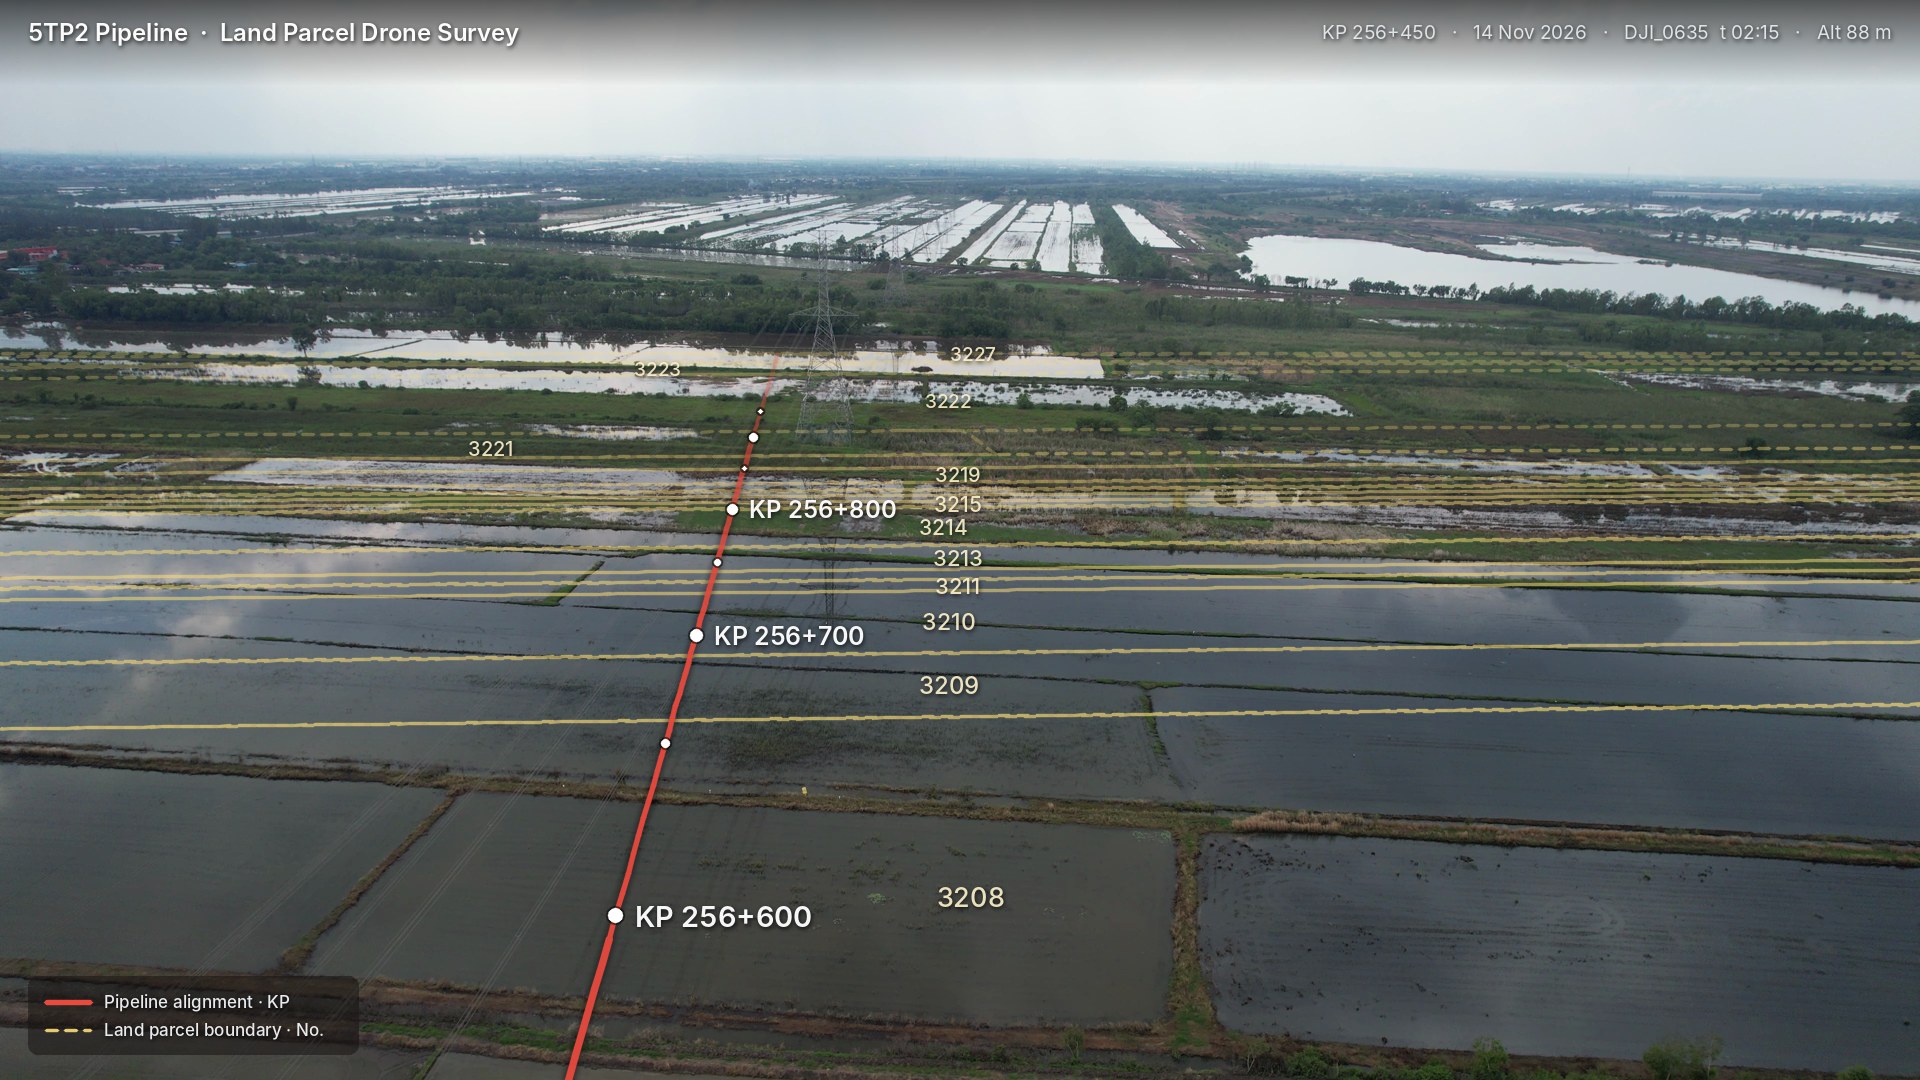 5TP2 Pipeline · Land Parcel Drone Survey
KP 256+450 · 14 Nov 2026 · DJI_0635 t 02:15 · Alt 88 m
3227
3223
3222
3221
3219
3215
KP 256+800
3214
3213
3211
3210
KP 256+700
3209
3208
KP 256+600
Pipeline alignment · KP
Land parcel boundary · No.